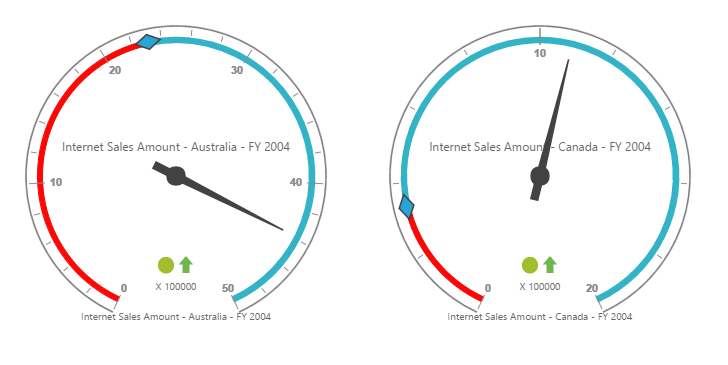 20
30
Internet Sales Amount - Australia - FY 2004
10
40
X 100000
0
50
Internet Sales Amount - Australia - FY 2004
10
Internet Sales Amount - Canada - FY 2004
X 100000
0
20
Internet Sales Amount - Canada - FY 2004